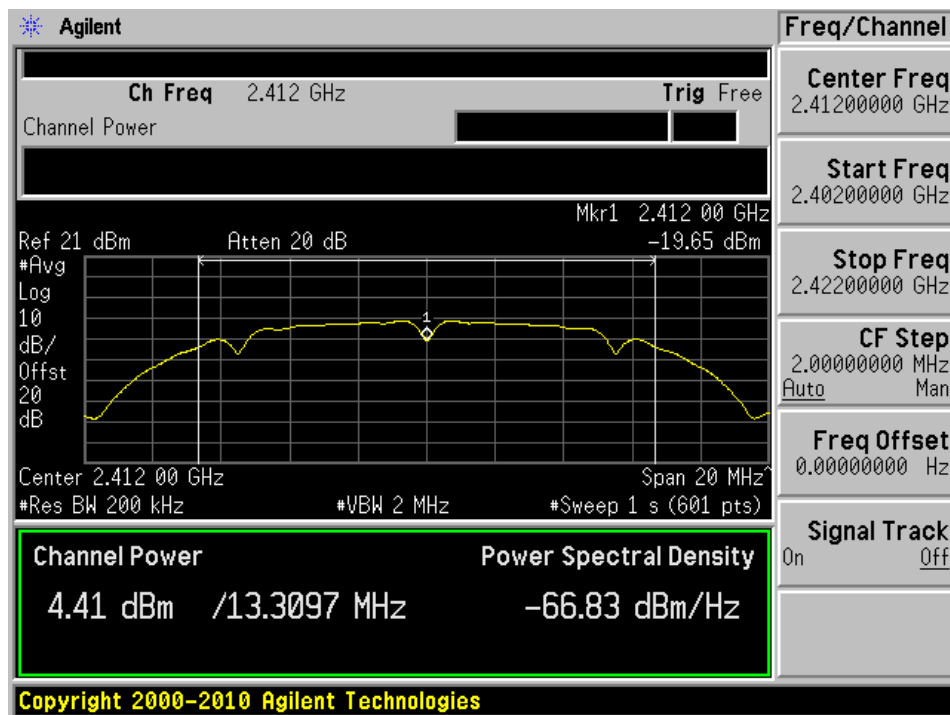 Agilent
Ch Freq 2.412 GHz Trig Free
Channel Power
Mkr1 2.412 00 GHz
Ref 21 dBm Atten 20 dB -19.65 dBm
#Avg
Log
10
dB/
Offst
20
dB
1
Center 2.412 00 GHz Span 20 MHz^
#Res BW 200 kHz #VBW 2 MHz #Sweep 1 s (601 pts)
Channel Power Power Spectral Density
4.41 dBm /13.3097 MHz -66.83 dBm/Hz
Copyright 2000-2010 Agilent Technologies
Freq/Channel
Center Freq
2.41200000 GHz
Start Freq
2.40200000 GHz
Stop Freq
2.42200000 GHz
CF Step
2.00000000 MHz
Auto Man
Freq Offset
0.00000000 Hz
Signal Track
On Off